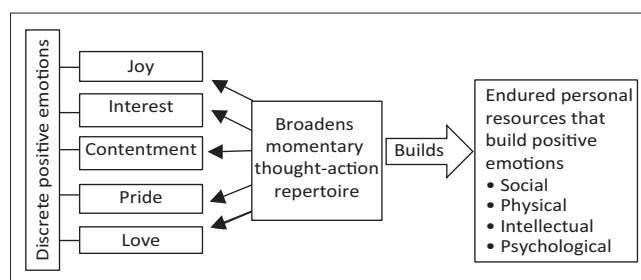 Discrete positive emotions
Joy
Interest
Contentment
Pride
Love
Broadens
momentary
thought-action
repertoire
Builds
Endured personal
resources that
build positive
emotions
• Social
• Physical
• Intellectual
• Psychological